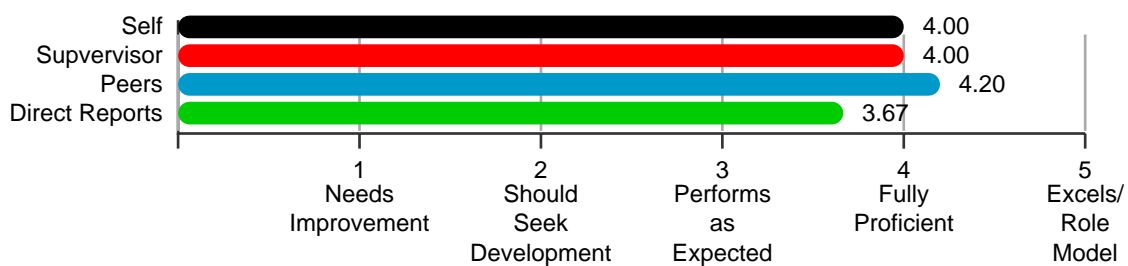 Self 4.00
Supvervisor 4.00
Peers 4.20
Direct Reports 3.67
1 2 3 4 5
Needs Should Performs Fully Excels/
Improvement Seek as Proficient Role
Development Expected Model